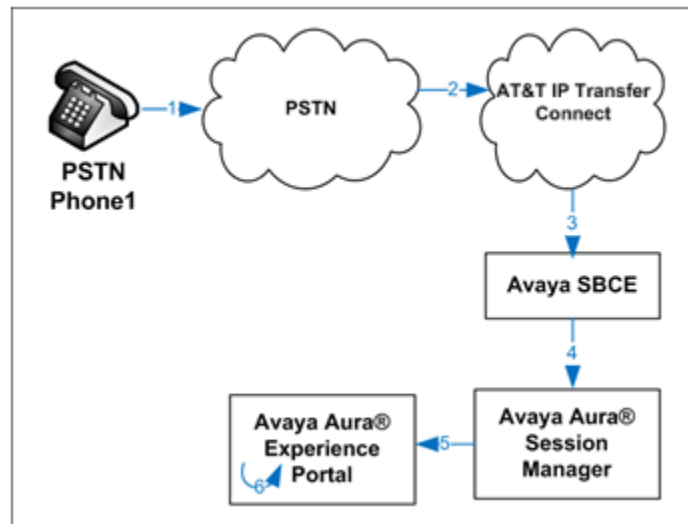 PSTN
Phone1
1
PSTN
2
AT&T IP Transfer
Connect
3
Avaya SBCE
4
Avaya Aura®
Session
Manager
5
Avaya Aura®
Experience
Portal
6